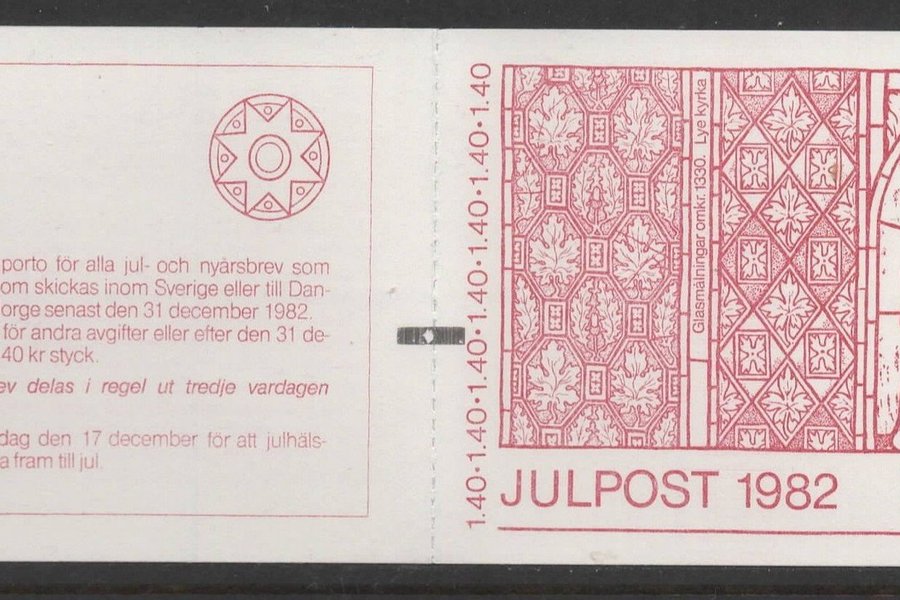 porto för alla jul- och nyårsbrev som
om skickas inom Sverige eller till Dan-
orge senast den 31 december 1982.
för andra avgifter eller efter den 31 de-
40 kr styck.
ev delas i regel ut tredje vardagen
dag den 17 december för att julhäls-
a fram till jul.
1.40•1.40•1.40•1.40•1.40•1.40•1.40
Glasmålningar omkr. 1330. Lye kyrka
JULPOST 1982